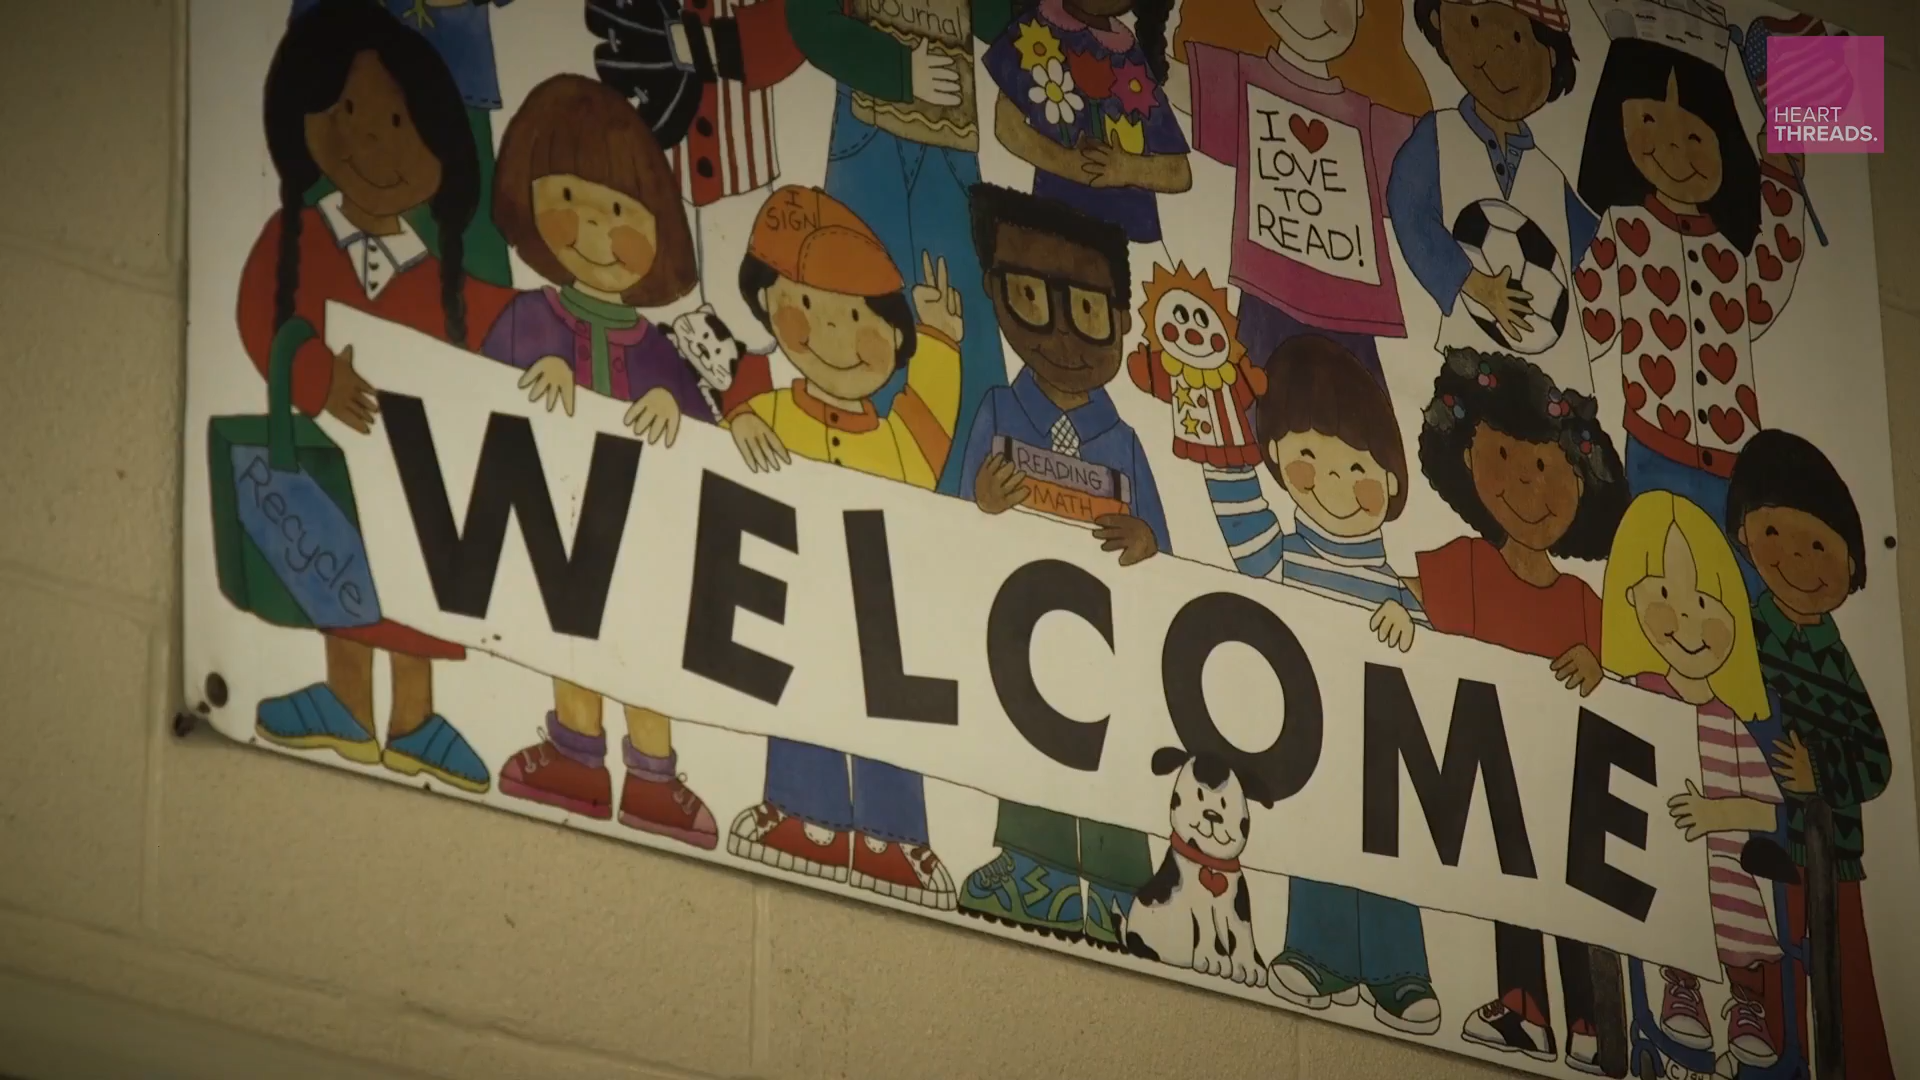 Journal
HEART
THREADS.
I ❤
LOVE
TO
READ!
I
SIGN
READING
MATH
Recycle
WELCOME